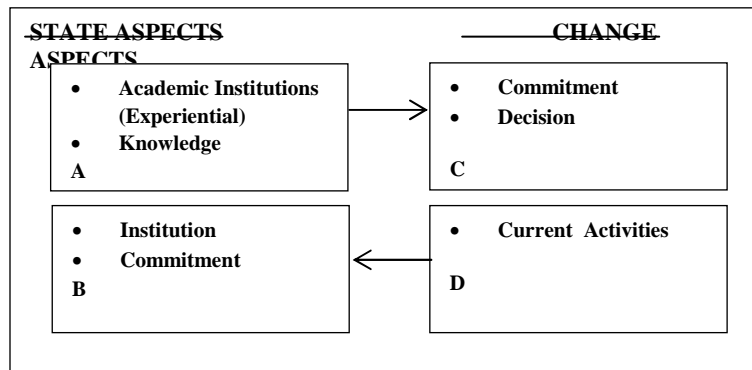 STATE ASPECTS CHANGE
ASPECTS
• Academic Institutions
(Experiential)
• Knowledge
A
• Commitment
• Decision
C
• Institution
• Commitment
B
• Current Activities
D